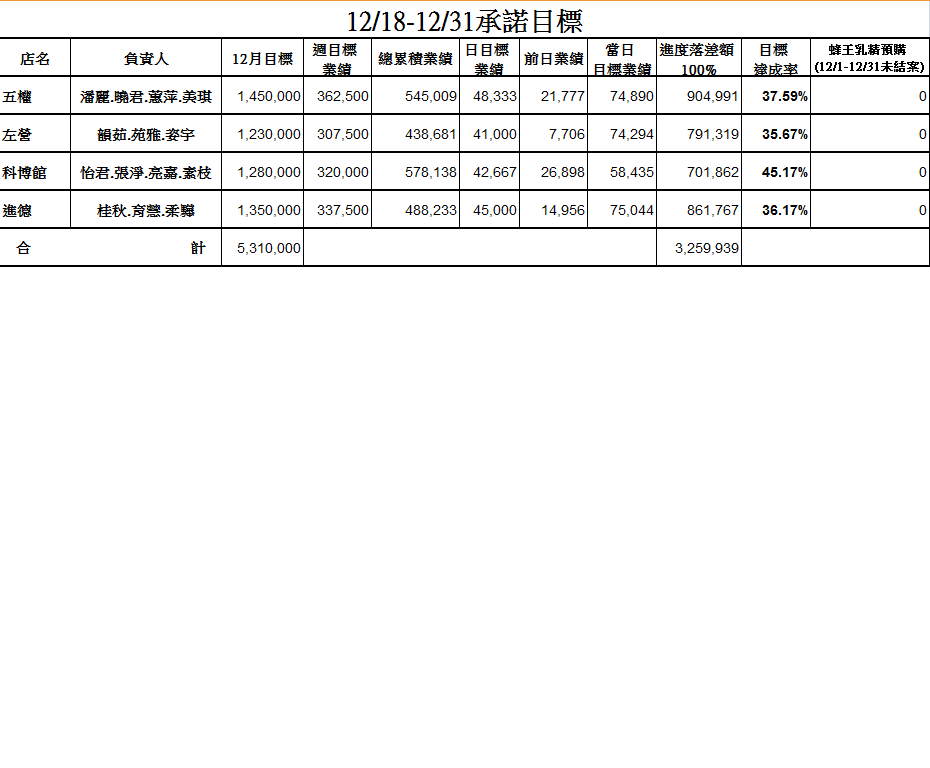 12/18-12/31承諾目標
店名 負責人 12月目標 週目標 業績 總累積業績 日目標 業績 前日業績 當日 目標業績 進度落差額 100% 目標 達成率 蜂王乳精預購 (12/1-12/31未結案)
五權 潘麗.曉君.蕙萍.美琪 1,450,000 362,500 545,009 48,333 21,777 74,890 904,991 37.59% 0
左營 韻茹.苑雅.姿宇 1,230,000 307,500 438,681 41,000 7,706 74,294 791,319 35.67% 0
科博館 怡君.張淨.亮嘉.素枝 1,280,000 320,000 578,138 42,667 26,898 58,435 701,862 45.17% 0
進德 桂秋.育慧.柔驊 1,350,000 337,500 488,233 45,000 14,956 75,044 861,767 36.17% 0
合 計 5,310,000 3,259,939